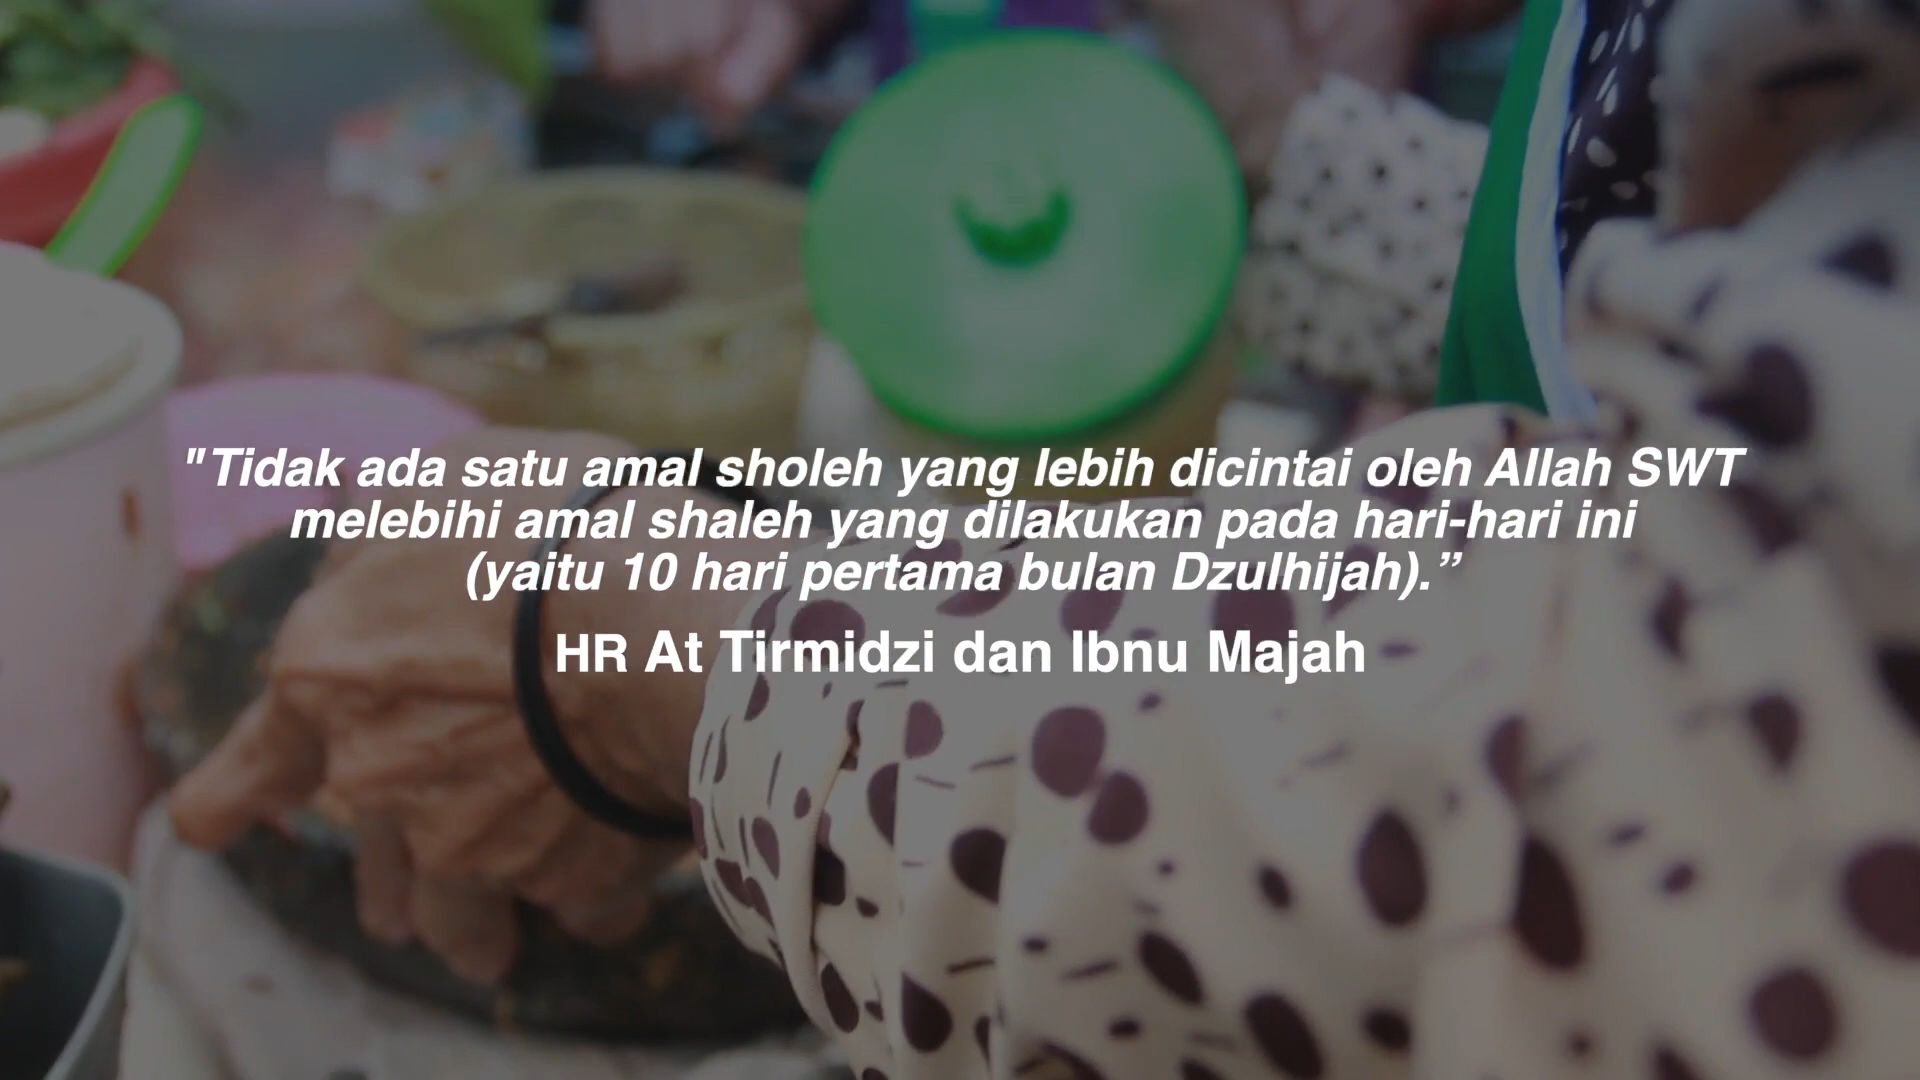 "Tidak ada satu amal sholeh yang lebih dicintai oleh Allah SWT
melebihi amal shaleh yang dilakukan pada hari-hari ini
(yaitu 10 hari pertama bulan Dzulhijah).”
HR At Tirmidzi dan Ibnu Majah